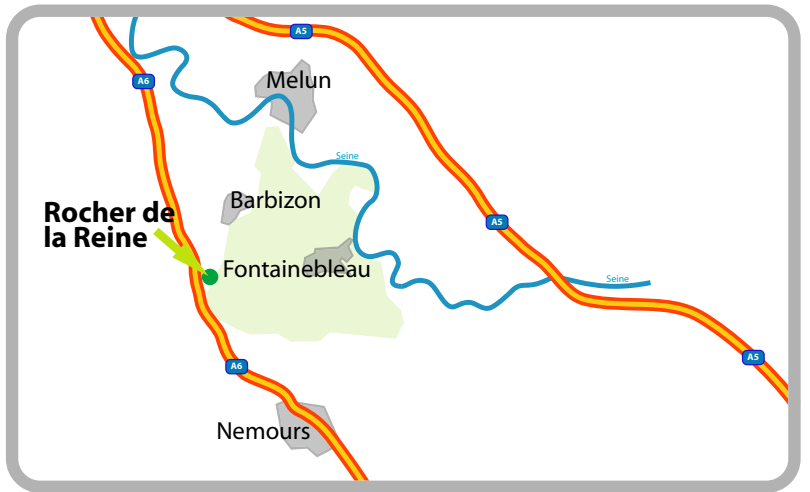 A5
A6
Melun
Seine
Barbizon
Rocher de
la Reine
A5
Fontainebleau
Seine
A5
A6
Nemours